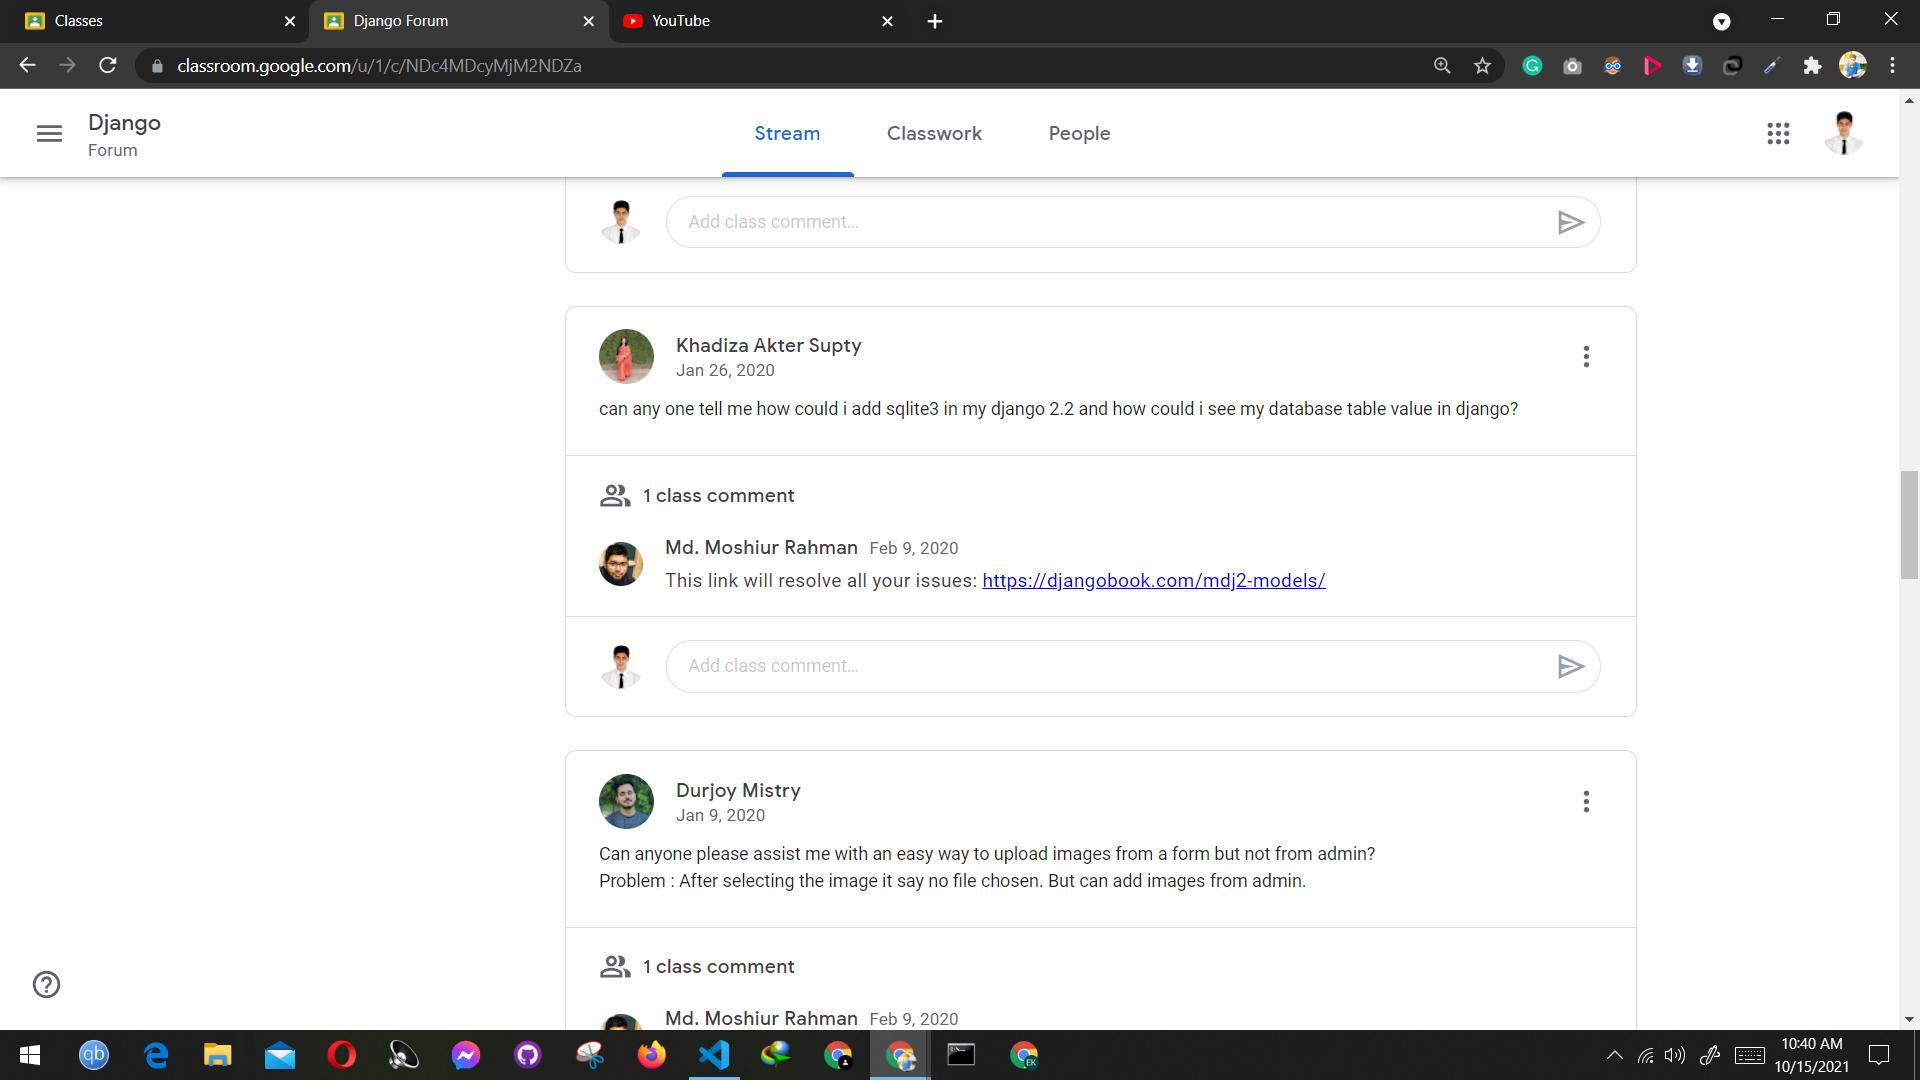 Classes
Django Forum
YouTube
classroom.google.com/u/1/c/NDc4MDcyMjM2NDZa
Django
Forum
Stream
Classwork
People
Add class comment...
Khadiza Akter Supty
Jan 26, 2020
can any one tell me how could i add sqlite3 in my django 2.2 and how could i see my database table value in django?
1 class comment
Md. Moshiur Rahman Feb 9, 2020
This link will resolve all your issues: https://djangobook.com/mdj2-models/
Add class comment...
Durjoy Mistry
Jan 9, 2020
Can anyone please assist me with an easy way to upload images from a form but not from admin?
Problem : After selecting the image it say no file chosen. But can add images from admin.
1 class comment
Md. Moshiur Rahman Feb 9, 2020
qb
EK
10:40 AM
10/15/2021